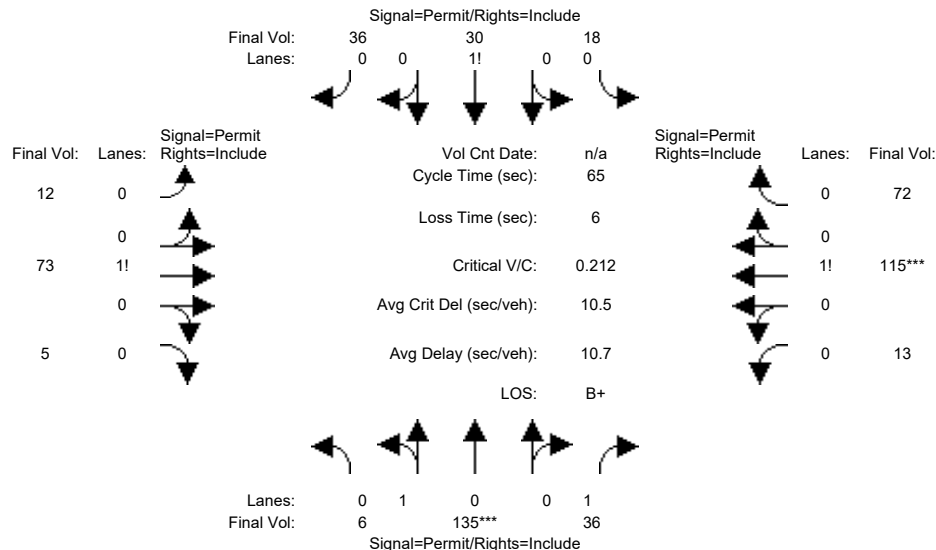 Signal=Permit/Rights=Include
Final Vol: 36 30 18
Lanes: 0 0 1! 0 0
Signal=Permit Signal=Permit
Final Vol: Lanes: Rights=Include Vol Cnt Date: n/a Rights=Include Lanes: Final Vol:
Cycle Time (sec): 65
12 0 0 72
Loss Time (sec): 6
0 0
73 1! Critical V/C: 0.212 1! 115***
0 Avg Crit Del (sec/veh): 10.5 0
5 0 Avg Delay (sec/veh): 10.7 0 13
LOS: B+
Lanes: 0 1 0 0 1
Final Vol: 6 135*** 36
Signal=Permit/Rights=Include